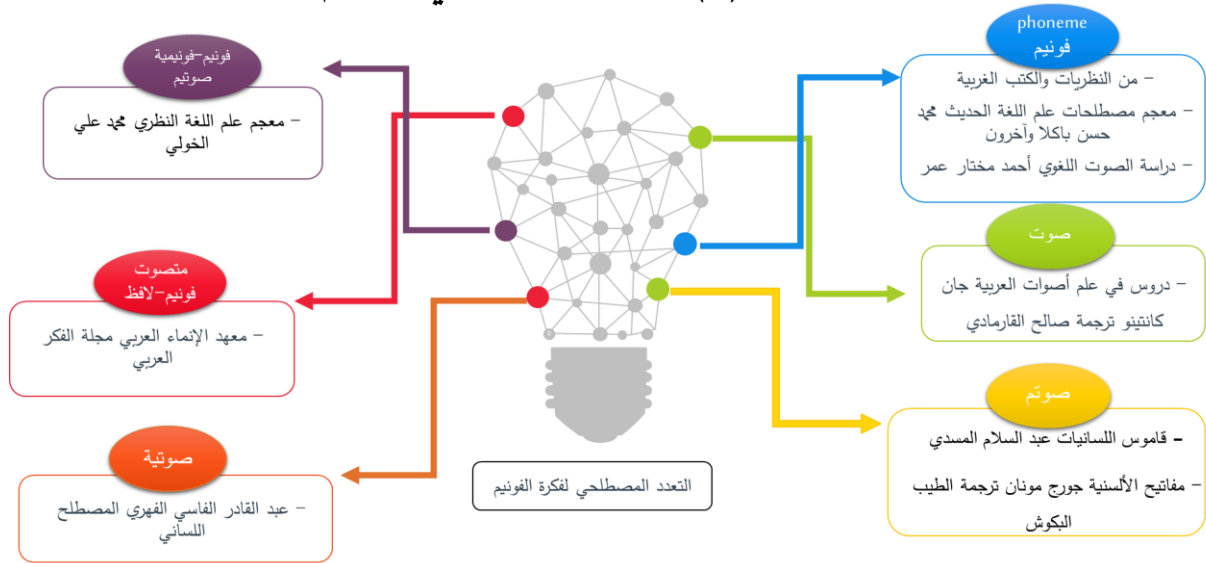 phoneme
فونيم
– من النظريات والكتب الغربية
– معجم مصطلحات علم اللغة الحديث محمد
حسن باكلا وآخرون
– دراسة الصوت اللغوي أحمد مختار عمر
صوت
– دروس في علم أصوات العربية جان
كانتينو ترجمة صالح القارمادي
صوتم
– قاموس اللسانيات عبد السلام المسدي
– مفاتيح الألسنية جورج مونان ترجمة الطيب
البكوش
فونيم–فونيمية
صوتيم
– معجم علم اللغة النظري محمد علي
الخولي
متصوت
فونيم–لافظ
– معهد الإنماء العربي مجلة الفكر
العربي
صوتية
– عبد القادر الفاسي الفهري المصطلح
اللساني
التعدد المصطلحي لفكرة الفونيم